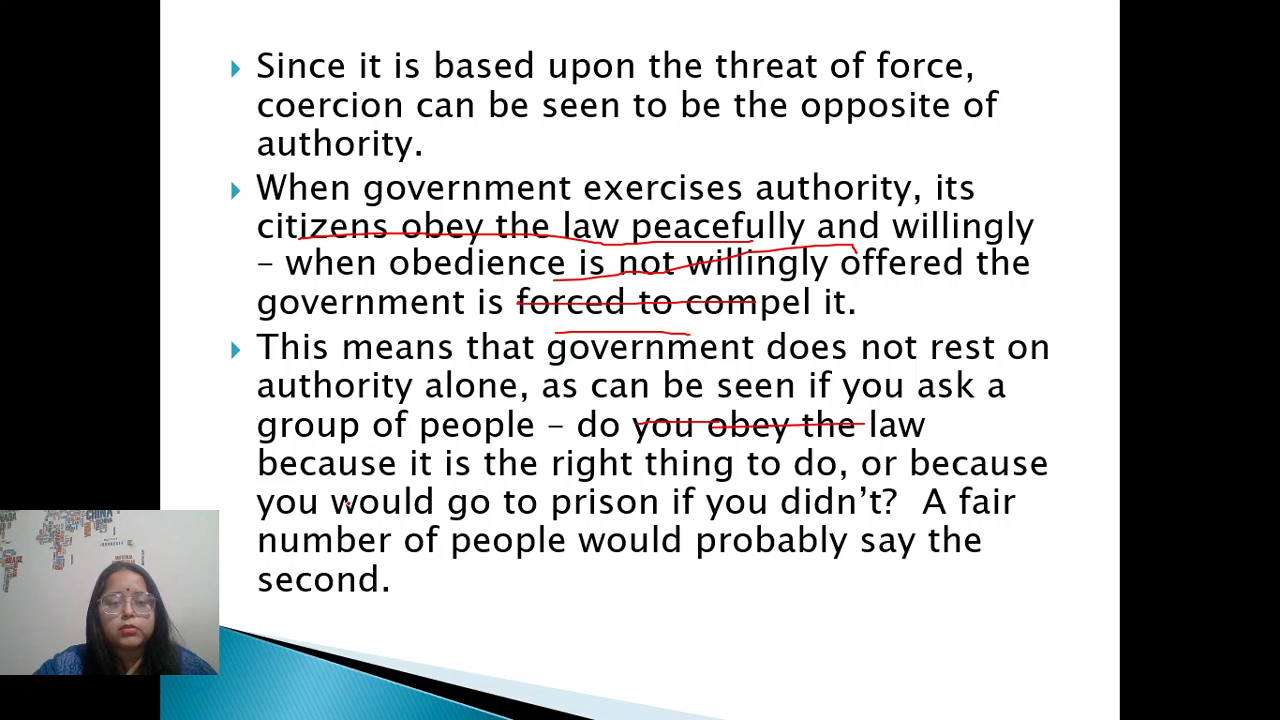 Since it is based upon the threat of force,
coercion can be seen to be the opposite of
authority.
When government exercises authority, its
citizens obey the law peacefully and willingly
– when obedience is not willingly offered the
government is forced to compel it.
This means that government does not rest on
authority alone, as can be seen if you ask a
group of people – do you obey the law
because it is the right thing to do, or because
you would go to prison if you didn't? A fair
number of people would probably say the
second.
CHINA